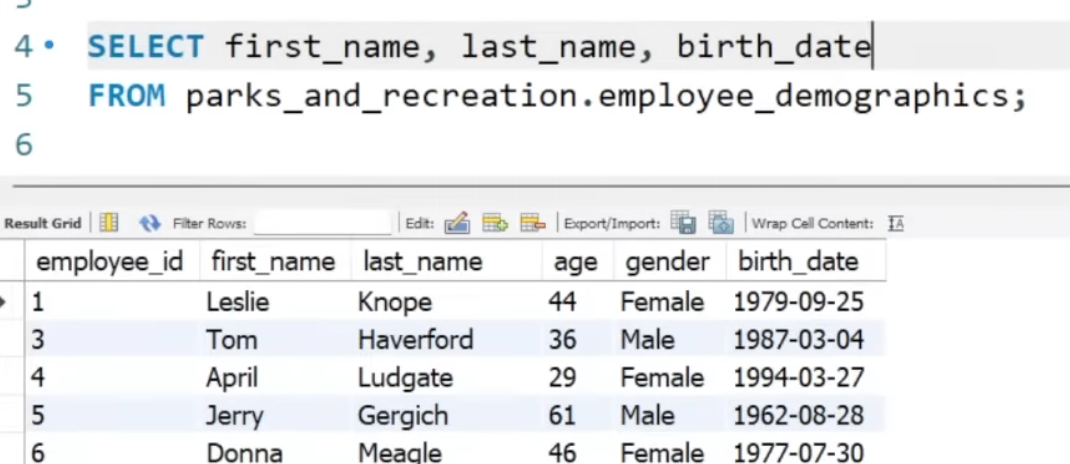 4 SELECT first_name, last_name, birth_date
5 FROM parks_and_recreation.employee_demographics;
6
Result Grid Filter Rows: Edit: Export/Import: Wrap Cell Content: IA
employee_id first_name last_name age gender birth_date
1 Leslie Knope 44 Female 1979-09-25
3 Tom Haverford 36 Male 1987-03-04
4 April Ludgate 29 Female 1994-03-27
5 Jerry Gergich 61 Male 1962-08-28
6 Donna Meagle 46 Female 1977-07-30